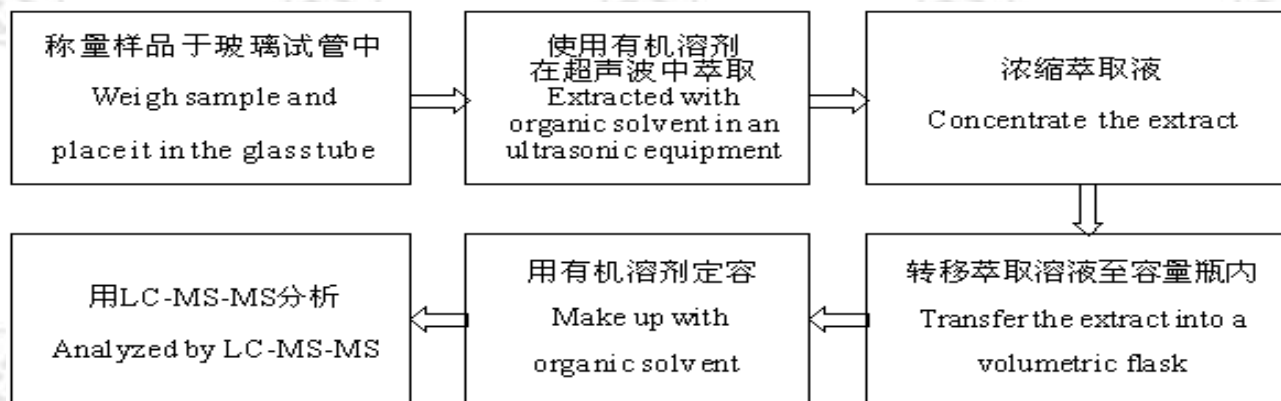 称量样品于玻璃试管中
Weigh sample and
place it in the glass tube
使用有机溶剂
在超声波中萃取
Extracted with
organic solvent in an
ultrasonic equipment
浓缩萃取液
Concentrate the extract
转移萃取溶液至容量瓶内
Transfer the extract into a
volumetric flask
用有机溶剂定容
Make up with
organic solvent
用LC-MS-MS分析
Analyzed by LC-MS-MS